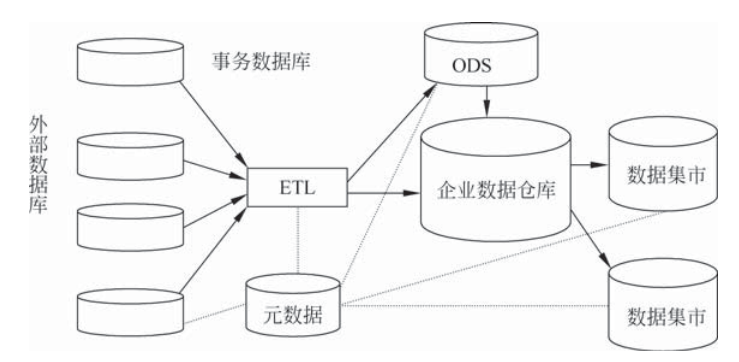 事务数据库
ODS
外部数据库
ETL
企业数据仓库
数据集市
元数据
数据集市